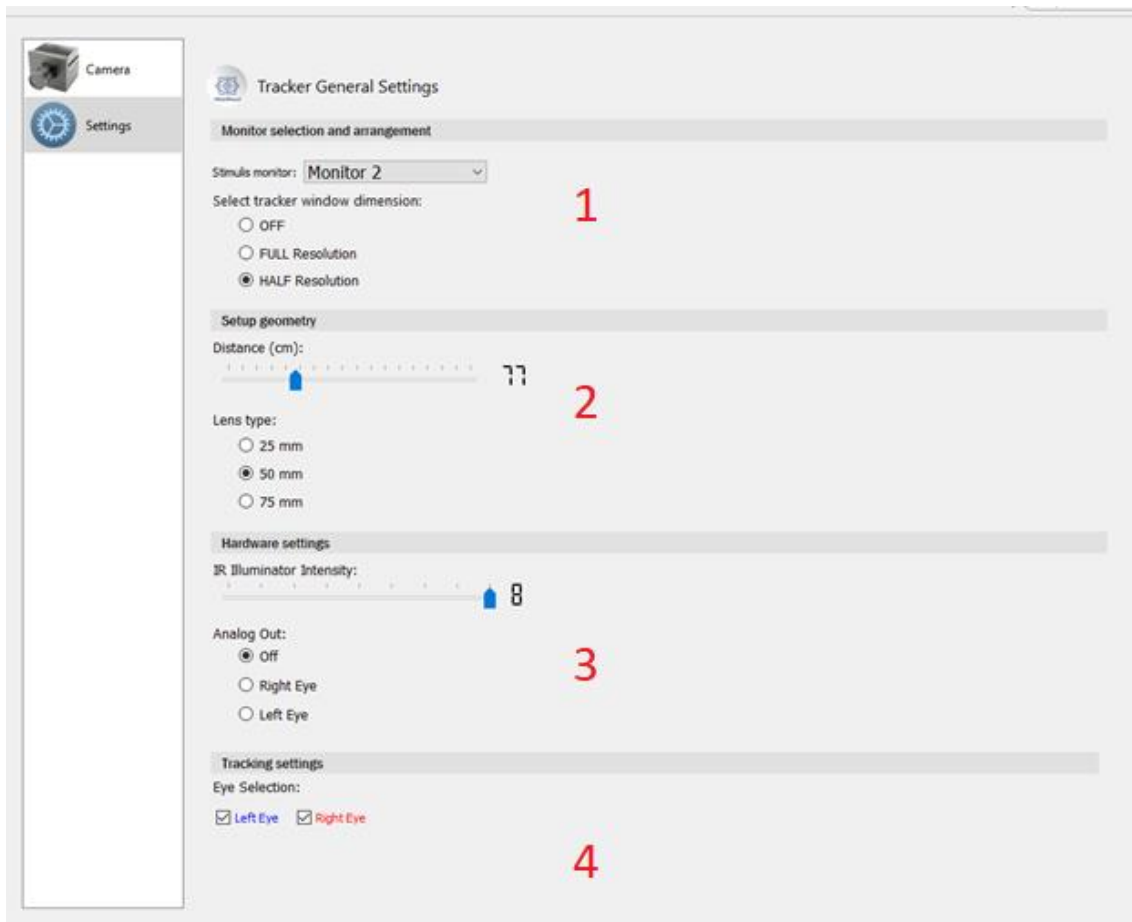 Camera
Settings
Tracker General Settings
Monitor selection and arrangement
Stimuls monitor: Monitor 2
1
Select tracker window dimension:
OFF
FULL Resolution
HALF Resolution
Setup geometry
Distance (cm):
77
2
Lens type:
25 mm
50 mm
75 mm
Hardware settings
IR Illuminator Intensity:
8
Analog Out:
Off
3
Right Eye
Left Eye
Tracking settings
Eye Selection:
Left Eye Right Eye
4